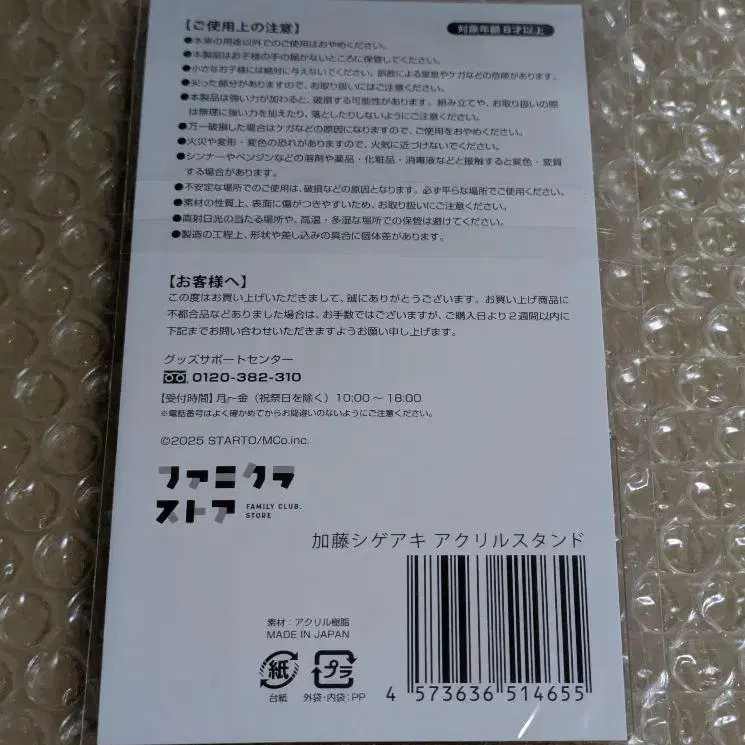 【ご使用上の注意】
対象年齢 8才以上
●本来の用途以外でのご使用はおやめください。
●本製品はお子様の手の届かないところに保管してください。
●小さなお子様には絶対に与えないでください。誤飲による窒息やケガなどの危険があります。
●尖った部分がありますので、お取り扱いにはご注意ください。
●本製品は強い力が加わると、破損する可能性があります。組み立てや、お取り扱いの際
は無理に強い力を加えたり、落としたりしないようにご注意ください。
●万一破損した場合はケガなどの原因になりますので、ご使用をおやめください。
●火災や変形・変色の恐れがありますので、火気に近づけないでください。
●シンナーやベンジンなどの溶剤や薬品・化粧品・消毒液などと接触すると変色・変質
する場合があります。
●不安定な場所でのご使用は、破損などの原因となります。必ず平らな場所でご使用ください。
●素材の性質上、表面に傷がつきやすいため、お取り扱いにご注意ください。
●直射日光の当たる場所や、高温・多湿な場所での保管は避けてください。
●製造の工程上、形状や差し込みの具合に個体差があります。
【お客様へ】
この度はお買い上げいただきまして、誠にありがとうございます。お買い上げ商品に
不都合品などありました場合は、お手数ではございますが、ご購入日より2週間以内に
下記までお問い合わせいただきますようお願い申し上げます。
グッズサポートセンター
0120-382-310
【受付時間】月~金（祝祭日を除く）10:00~18:00
※電話番号はよく確かめてからお間違いのないようにご注意ください。
©2025 STARTO/MCo.inc.
ファミクラ
ストア
FAMILY CLUB.
STORE
加藤シゲアキ アクリルスタンド
素材：アクリル樹脂
MADE IN JAPAN
紙 プラ
台紙 外袋・内袋：PP
4 573636 514655